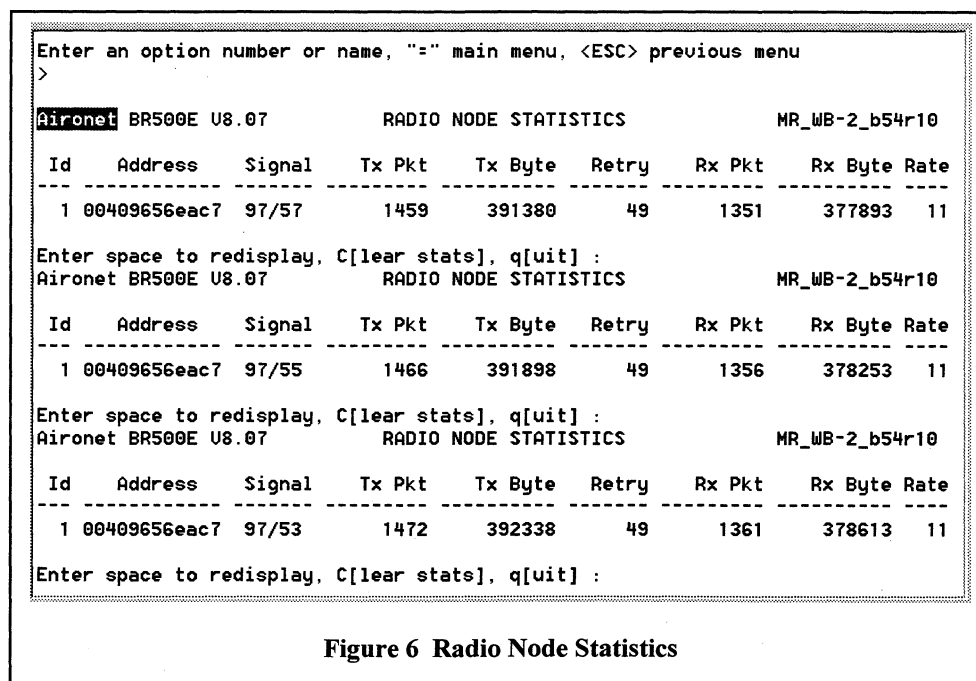 Enter an option number or name, "=" main menu, <ESC> previous menu
>
Aironet BR500E V8.07 RADIO NODE STATISTICS MR_WB-2_b54r10
Id Address Signal Tx Pkt Tx Byte Retry Rx Pkt Rx Byte Rate
--- ------------ ------- --------- ---------- ------- --------- ---------- ----
1 00409656eac7 97/57 1459 391380 49 1351 377893 11
Enter space to redisplay, C[lear stats], q[uit] :
Aironet BR500E V8.07 RADIO NODE STATISTICS MR_WB-2_b54r10
Id Address Signal Tx Pkt Tx Byte Retry Rx Pkt Rx Byte Rate
--- ------------ ------- --------- ---------- ------- --------- ---------- ----
1 00409656eac7 97/55 1466 391898 49 1356 378253 11
Enter space to redisplay, C[lear stats], q[uit] :
Aironet BR500E V8.07 RADIO NODE STATISTICS MR_WB-2_b54r10
Id Address Signal Tx Pkt Tx Byte Retry Rx Pkt Rx Byte Rate
--- ------------ ------- --------- ---------- ------- --------- ---------- ----
1 00409656eac7 97/53 1472 392338 49 1361 378613 11
Enter space to redisplay, C[lear stats], q[uit] :
Figure 6 Radio Node Statistics